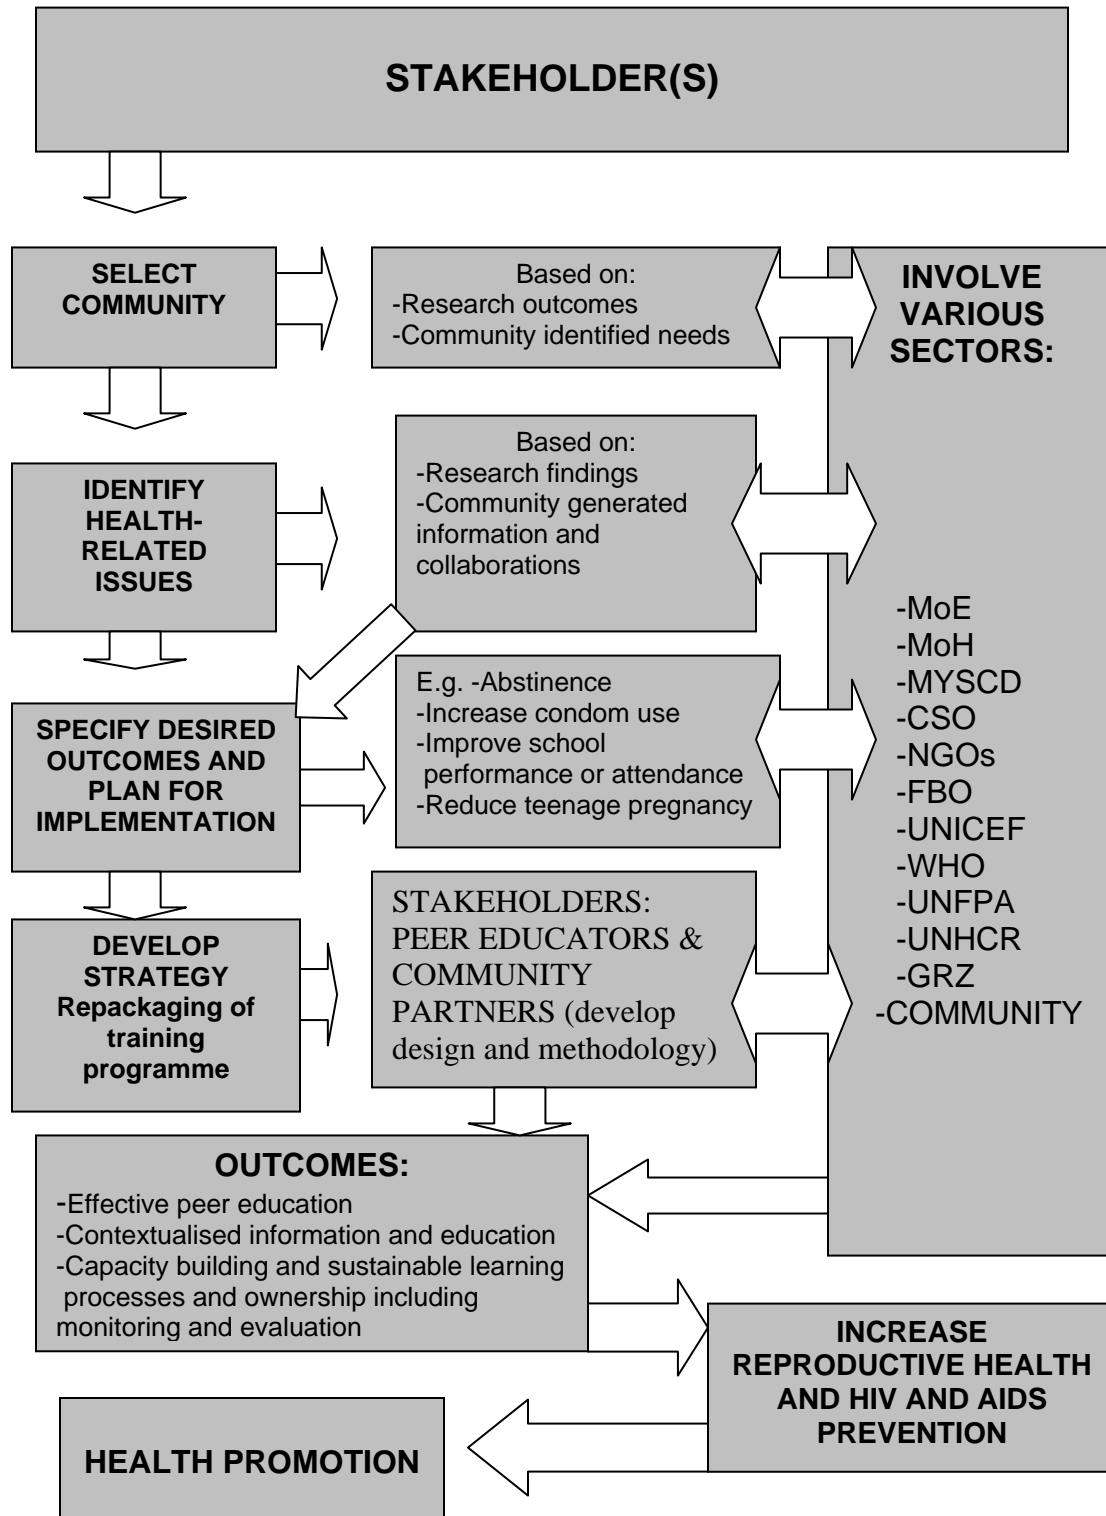 STAKEHOLDER(S)
SELECT
COMMUNITY
Based on:
-Research outcomes
-Community identified needs
INVOLVE
VARIOUS
SECTORS:
IDENTIFY
HEALTH-
RELATED
ISSUES
Based on:
-Research findings
-Community generated
information and
collaborations
-MoE
-MoH
-MYSCD
-CSO
-NGOs
-FBO
-UNICEF
-WHO
-UNFPA
-UNHCR
-GRZ
-COMMUNITY
SPECIFY DESIRED
OUTCOMES AND
PLAN FOR
IMPLEMENTATION
E.g. -Abstinence
-Increase condom use
-Improve school
performance or attendance
-Reduce teenage pregnancy
DEVELOP
STRATEGY
Repackaging of
training
programme
STAKEHOLDERS:
PEER EDUCATORS &
COMMUNITY
PARTNERS (develop
design and methodology)
OUTCOMES:
-Effective peer education
-Contextualised information and education
-Capacity building and sustainable learning
processes and ownership including
monitoring and evaluation
INCREASE
REPRODUCTIVE HEALTH
AND HIV AND AIDS
PREVENTION
HEALTH PROMOTION